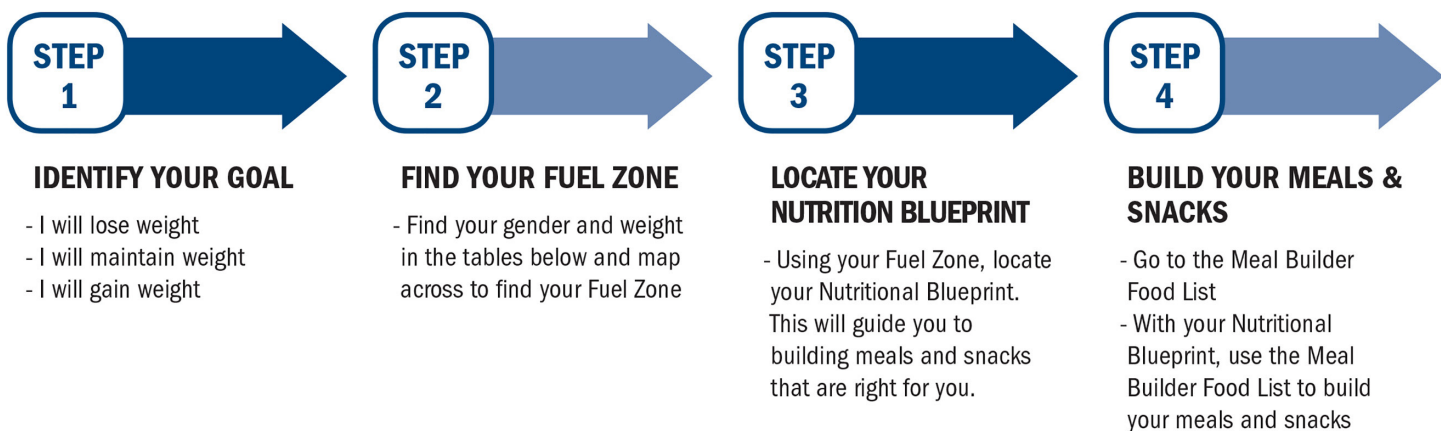 STEP
1
IDENTIFY YOUR GOAL
- I will lose weight
- I will maintain weight
- I will gain weight
STEP
2
FIND YOUR FUEL ZONE
- Find your gender and weight
in the tables below and map
across to find your Fuel Zone
STEP
3
LOCATE YOUR
NUTRITION BLUEPRINT
- Using your Fuel Zone, locate
your Nutritional Blueprint.
This will guide you to
building meals and snacks
that are right for you.
STEP
4
BUILD YOUR MEALS &
SNACKS
- Go to the Meal Builder
Food List
- With your Nutritional
Blueprint, use the Meal
Builder Food List to build
your meals and snacks